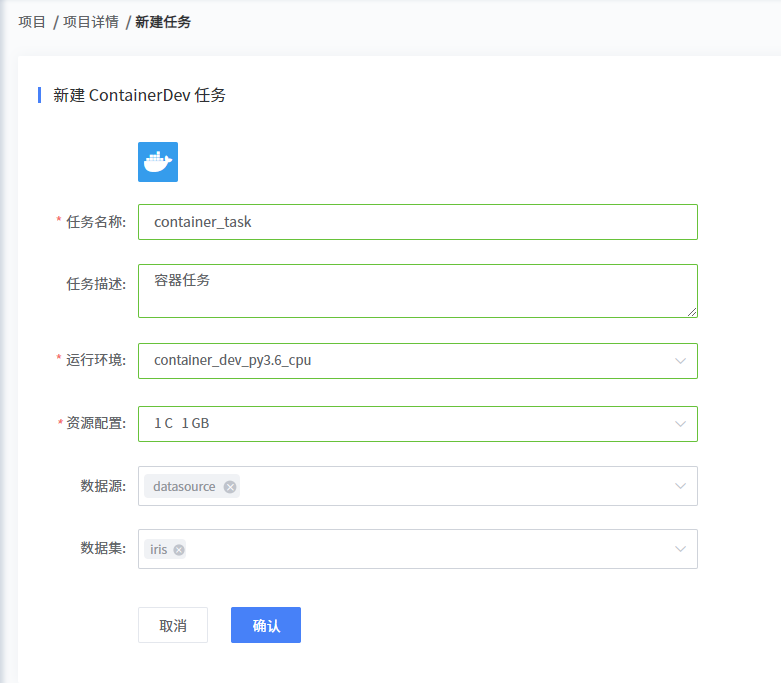 项目 / 项目详情 / 新建任务
新建 ContainerDev 任务
* 任务名称: container_task
任务描述: 容器任务
* 运行环境: container_dev_py3.6_cpu
* 资源配置: 1 C 1 GB
数据源: datasource
数据集: iris
取消 确认